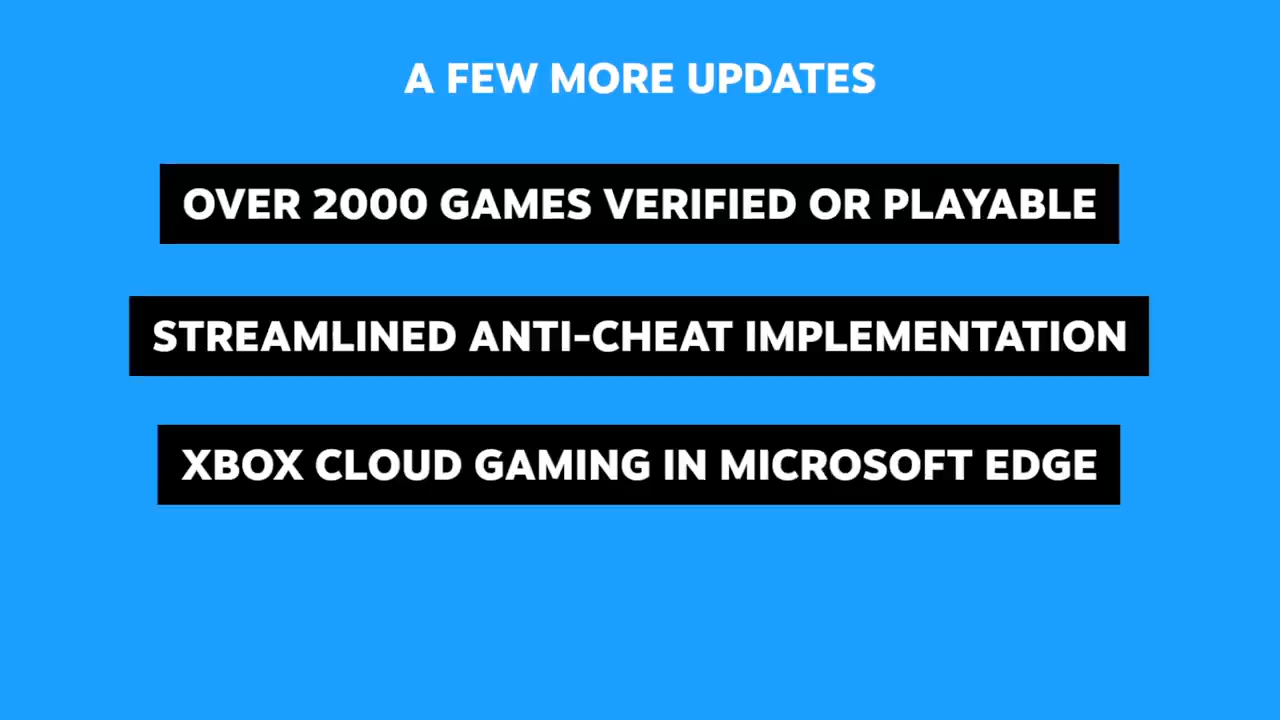 A FEW MORE UPDATES
OVER 2000 GAMES VERIFIED OR PLAYABLE
STREAMLINED ANTI-CHEAT IMPLEMENTATION
XBOX CLOUD GAMING IN MICROSOFT EDGE